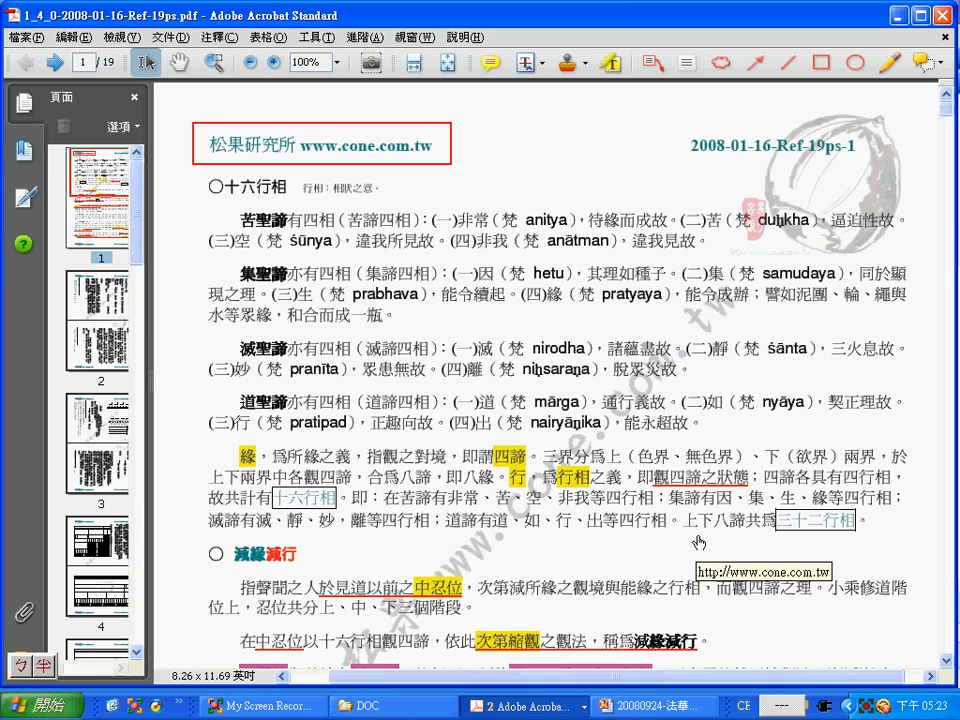 1_4_0-2008-01-16-Ref-19ps.pdf - Adobe Acrobat Standard
檔案(F) 編輯(E) 檢視(V) 文件(D) 注釋(C) 表格(O) 工具(T) 進階(A) 視窗(W) 說明(H)
1 / 19 100%
頁面
選項
松果研究所 www.cone.com.tw
2008-01-16-Ref-19ps-1
〇十六行相 行相：相狀之意。
苦聖諦有四相（苦諦四相）：(一)非常（梵 anitya），待緣而成故。(二)苦（梵 duḥkha），逼迫性故。
(三)空（梵 śūnya），違我所見故。(四)非我（梵 anātman），違我見故。
集聖諦亦有四相（集諦四相）：(一)因（梵 hetu），其理如種子。(二)集（梵 samudaya），同於顯
現之理。(三)生（梵 prabhava），能令續起。(四)緣（梵 pratyaya），能令成辦；譬如泥團、輪、繩與
水等眾緣，和合而成一瓶。
滅聖諦亦有四相（滅諦四相）：(一)滅（梵 nirodha），諸蘊盡故。(二)靜（梵 śānta），三火息故。
(三)妙（梵 pranīta），眾患無故。(四)離（梵 niḥsaraṇa），脫眾災故。
道聖諦亦有四相（道諦四相）：(一)道（梵 mārga），通行義故。(二)如（梵 nyāya），契正理故。
(三)行（梵 pratipad），正趣向故。(四)出（梵 nairyāṇika），能永超故。
緣，為所緣之義，指觀之對境，即謂四諦。三界分為上（色界、無色界）、下（欲界）兩界，於
上下兩界中各觀四諦，合為八諦，即八緣。行，為行相之義，即觀四諦之狀態；四諦各具有四行相，
故共計有十六行相。即：在苦諦有非常、苦、空、非我等四行相；集諦有因、集、生、緣等四行相；
滅諦有滅、靜、妙，離等四行相；道諦有道、如、行、出等四行相。上下八諦共為三十二行相。
http://www.cone.com.tw
〇 減緣減行
指聲聞之人於見道以前之中忍位，次第減所緣之觀境與能緣之行相，而觀四諦之理。小乘修道階
位上，忍位共分上、中、下三個階段。
在中忍位以十六行相觀四諦，依此次第縮觀之觀法，稱為減緣減行。
1
2
3
4
8.26 x 11.69 英吋
ㄅ 半
開始 My Screen Recor... DOC 2 Adobe Acroba... 20080924-法華... CE 下午 05:23